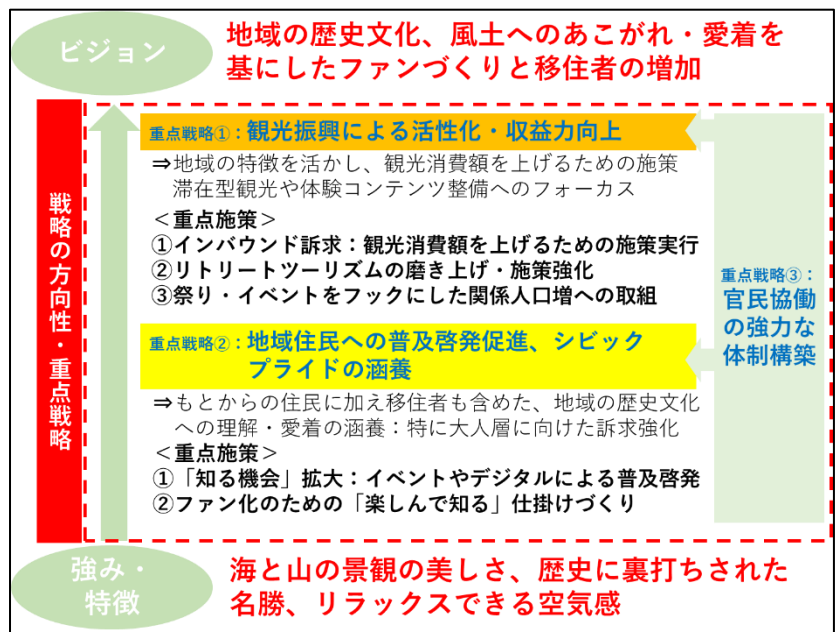 ビジョン
地域の歴史文化、風土へのあこがれ・愛着を
基にしたファンづくりと移住者の増加
戦略の方向性・重点戦略
重点戦略①：観光振興による活性化・収益力向上
⇒地域の特徴を活かし、観光消費額を上げるための施策
滞在型観光や体験コンテンツ整備へのフォーカス
＜重点施策＞
①インバウンド訴求：観光消費額を上げるための施策実行
②リトリートツーリズムの磨き上げ・施策強化
③祭り・イベントをフックにした関係人口増への取組
重点戦略②：地域住民への普及啓発促進、シビック
プライドの涵養
⇒もとからの住民に加え移住者も含めた、地域の歴史文化
への理解・愛着の涵養：特に大人層に向けた訴求強化
＜重点施策＞
①「知る機会」拡大：イベントやデジタルによる普及啓発
②ファン化のための「楽しんで知る」仕掛けづくり
重点戦略③：
官民協働
の強力な
体制構築
強み・
特徴
海と山の景観の美しさ、歴史に裏打ちされた
名勝、リラックスできる空気感